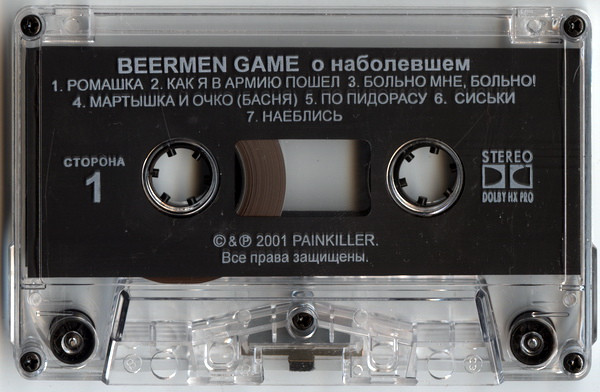 BEERMEN GAME о наболевшем
1. РОМАШКА 2. КАК Я В АРМИЮ ПОШЕЛ 3. БОЛЬНО МНЕ, БОЛЬНО!
4. МАРТЫШКА И ОЧКО (БАСНЯ) 5. ПО ПИДОРАСУ 6. СИСЬКИ
7. НАЕБЛИСЬ
СТОРОНА
1
STEREO
DOLBY HX PRO
© & ℗ 2001 PAINKILLER.
Все права защищены.